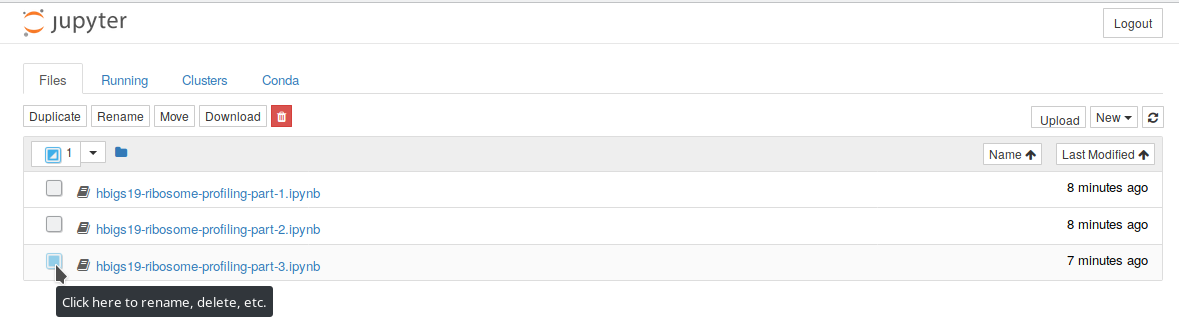 jupyter
Logout
Files Running Clusters Conda
Duplicate Rename Move Download Upload New
1 Name Last Modified
hbigs19-ribosome-profiling-part-1.ipynb 8 minutes ago
hbigs19-ribosome-profiling-part-2.ipynb 8 minutes ago
hbigs19-ribosome-profiling-part-3.ipynb 7 minutes ago
Click here to rename, delete, etc.